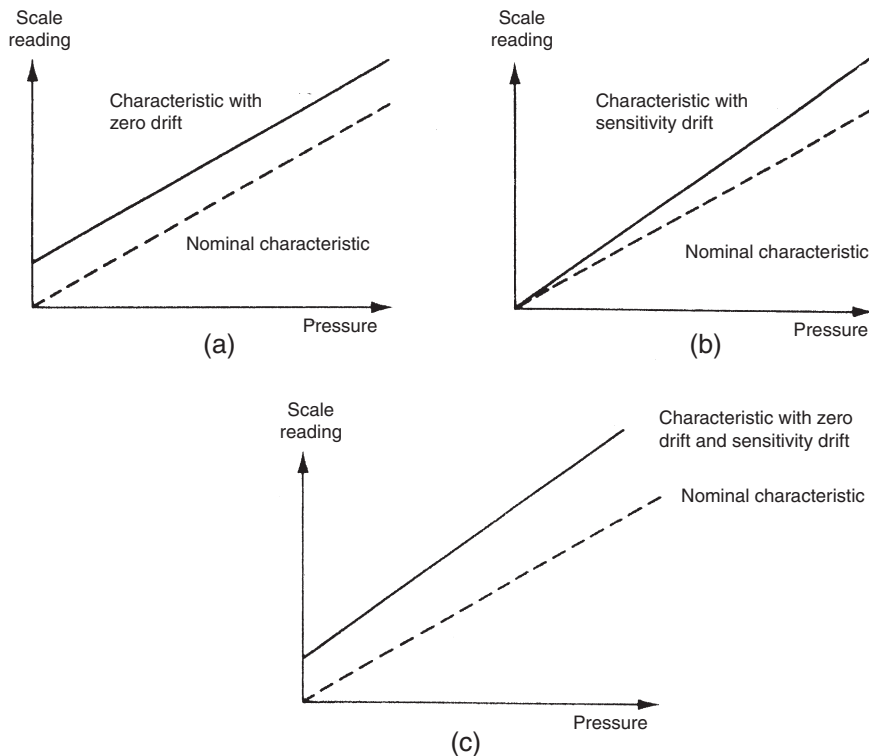 Scale
reading
Characteristic with
zero drift
Nominal characteristic
Pressure
(a)
Scale
reading
Characteristic with
sensitivity drift
Nominal characteristic
Pressure
(b)
Scale
reading
Characteristic with zero
drift and sensitivity drift
Nominal characteristic
Pressure
(c)